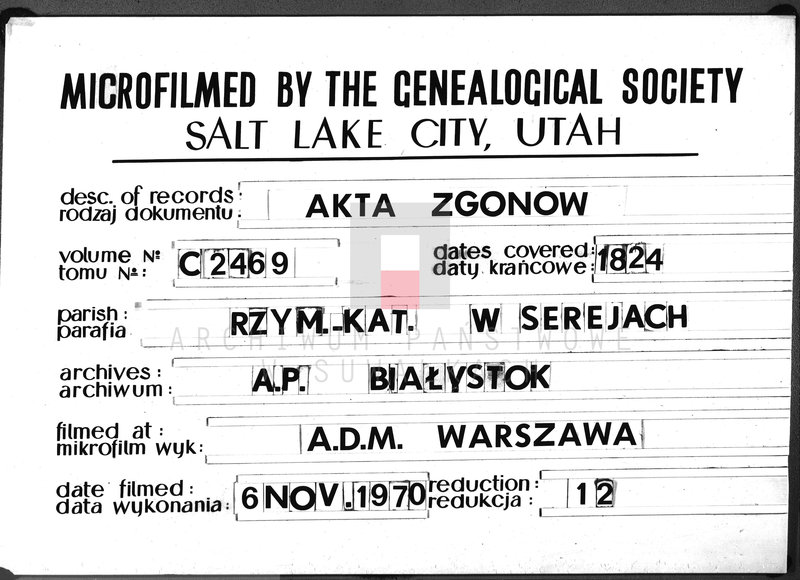 MICROFILMED BY THE GENEALOGICAL SOCIETY
SALT LAKE CITY, UTAH
desc. of records:
rodzaj dokumentu:
AKTA ZGONOW
volume Nº
tomu Nº:
C 2469
dates covered:
daty krańcowe:
1824
parish:
parafia
RZYM.-KAT. W SEREJACH
ARCHIWUM PAŃSTWOWE
W SUWAŁKACH
archives:
archiwum:
A.P. BIAŁYSTOK
filmed at:
mikrofilm wyk:
A.D.M. WARSZAWA
date filmed:
data wykonania:
6 NOV. 1970
reduction:
redukcja:
12